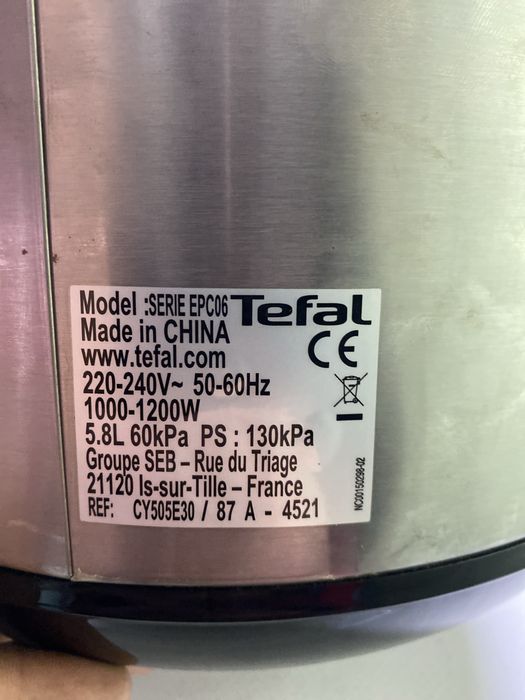 Model :SERIE EPC06 Tefal
Made in CHINA
www.tefal.com CE
220-240V~ 50-60Hz
1000-1200W
5.8L 60kPa PS : 130kPa
Groupe SEB – Rue du Triage
21120 Is-sur-Tille – France
REF: CY505E30 / 87 A - 4521
NC00150298-02